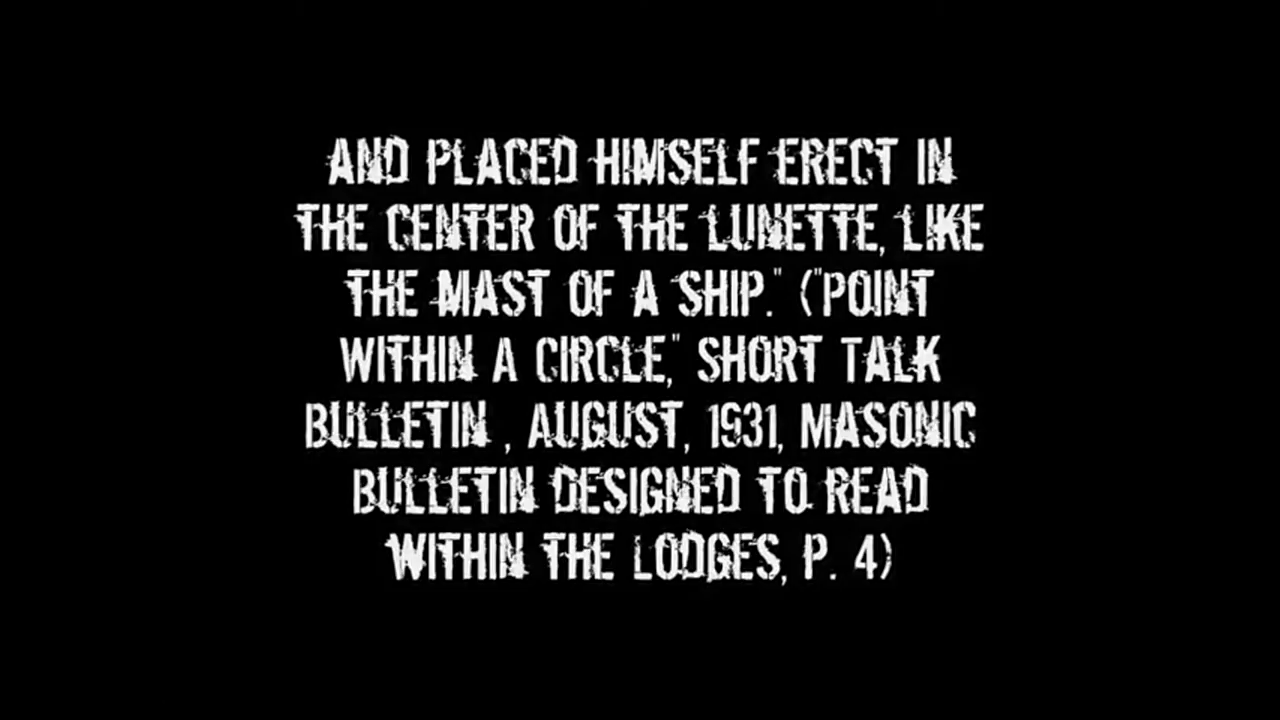 AND PLACED HIMSELF ERECT IN
THE CENTER OF THE LUNETTE, LIKE
THE MAST OF A SHIP." ("POINT
WITHIN A CIRCLE," SHORT TALK
BULLETIN , AUGUST, 1931, MASONIC
BULLETIN DESIGNED TO READ
WITHIN THE LODGES, P. 4)